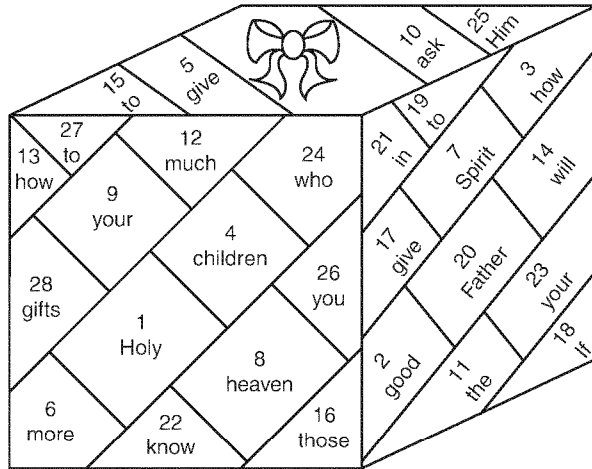 25
Him
10
ask
5
give
15
to
3
how
19
to
21
in
7
Spirit
14
will
27
to
12
much
13
how
24
who
9
your
4
children
17
give
20
Father
23
your
28
gifts
26
you
1
Holy
18
If
8
heaven
2
good
11
the
6
more
22
know
16
those